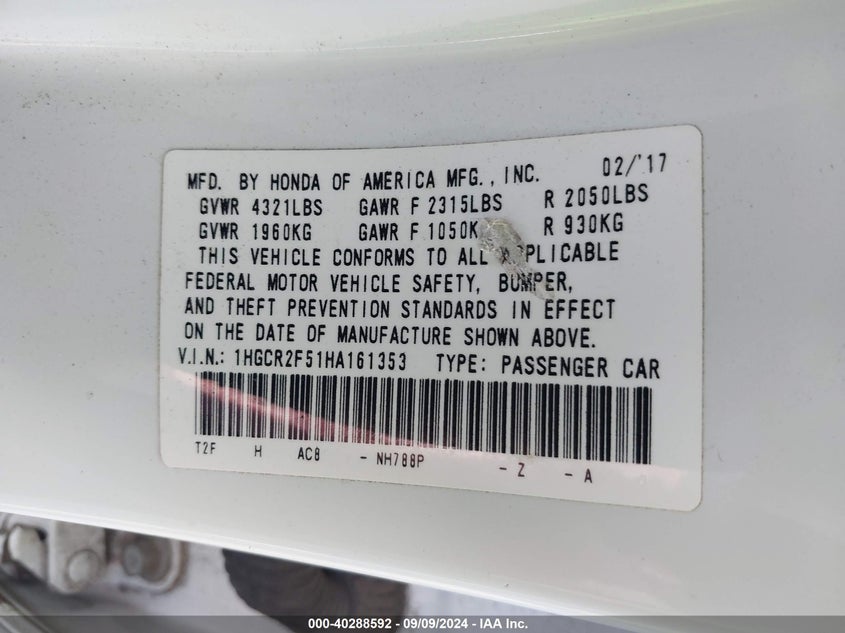 MFD. BY HONDA OF AMERICA MFG., INC. 02/'17
GVWR 4321LBS GAWR F 2315LBS R 2050LBS
GVWR 1960KG GAWR F 1050K R 930KG
THIS VEHICLE CONFORMS TO ALL APPLICABLE
FEDERAL MOTOR VEHICLE SAFETY, BUMPER,
AND THEFT PREVENTION STANDARDS IN EFFECT
ON THE DATE OF MANUFACTURE SHOWN ABOVE.
V.I.N.: 1HGCR2F51HA161353 TYPE: PASSENGER CAR
T2F H AC8 - NH788P - Z - A
000-40288592 - 09/09/2024 - IAA Inc.